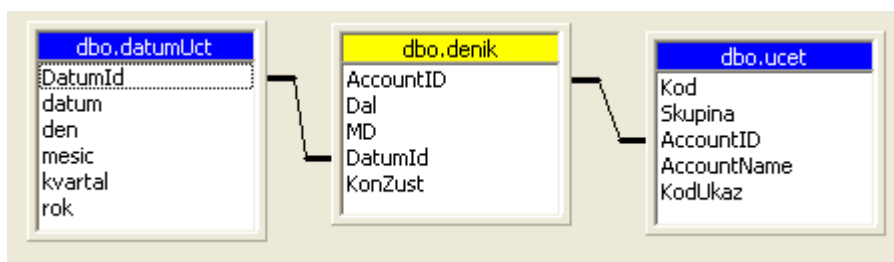 dbo.datumUct
DatumId
datum
den
mesic
kvartal
rok
dbo.denik
AccountID
Dal
MD
DatumId
KonZust
dbo.ucet
Kod
Skupina
AccountID
AccountName
KodUkaz